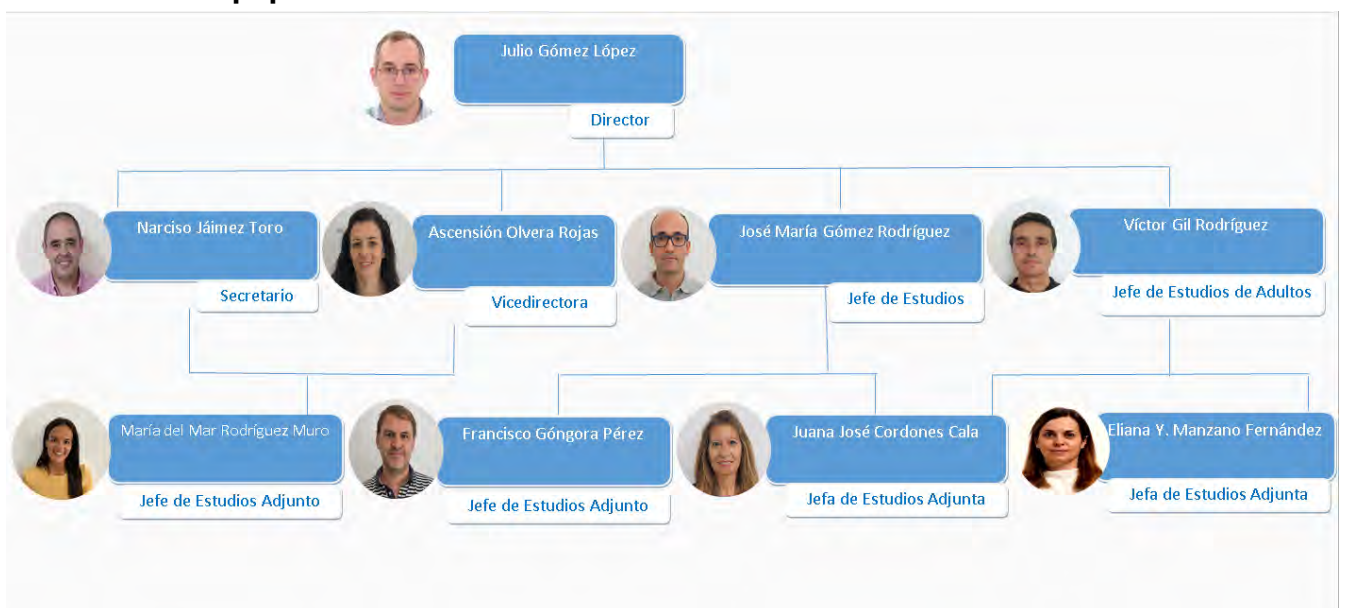 Julio Gómez López
Director
Narciso Jáimez Toro
Secretario
Ascensión Olvera Rojas
Vicedirectora
José María Gómez Rodríguez
Jefe de Estudios
Víctor Gil Rodríguez
Jefe de Estudios de Adultos
María del Mar Rodríguez Muro
Jefe de Estudios Adjunto
Francisco Góngora Pérez
Jefe de Estudios Adjunto
Juana José Cordones Cala
Jefa de Estudios Adjunta
Eliana Y. Manzano Fernández
Jefa de Estudios Adjunta